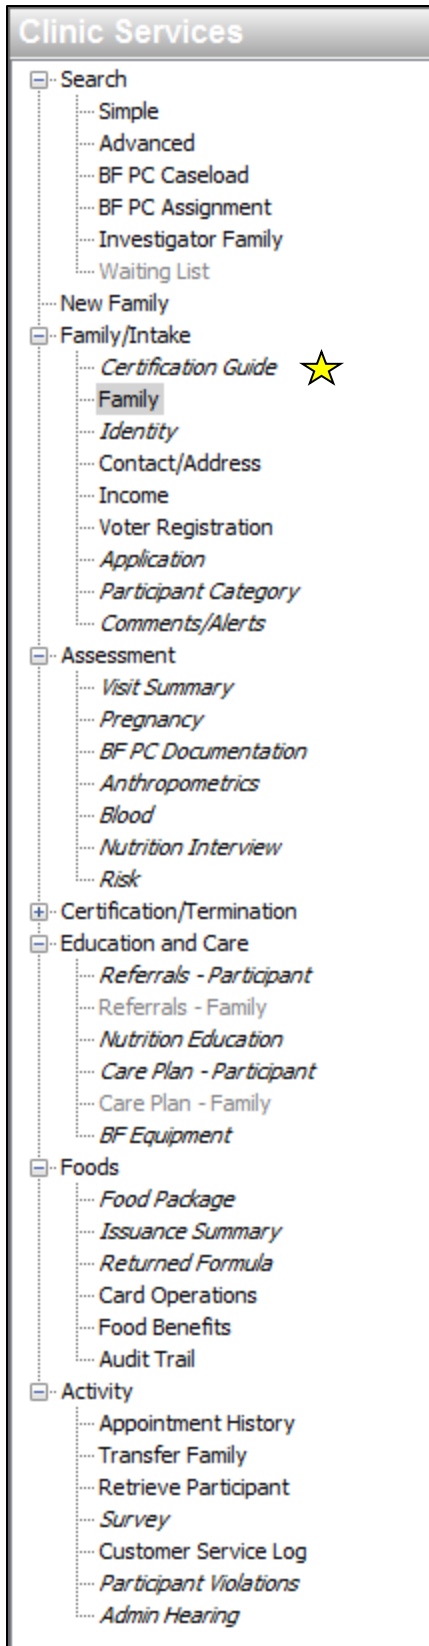 Clinic Services
Search
Simple
Advanced
BF PC Caseload
BF PC Assignment
Investigator Family
Waiting List
New Family
Family/Intake
Certification Guide
Family
Identity
Contact/Address
Income
Voter Registration
Application
Participant Category
Comments/Alerts
Assessment
Visit Summary
Pregnancy
BF PC Documentation
Anthropometrics
Blood
Nutrition Interview
Risk
Certification/Termination
Education and Care
Referrals - Participant
Referrals - Family
Nutrition Education
Care Plan - Participant
Care Plan - Family
BF Equipment
Foods
Food Package
Issuance Summary
Returned Formula
Card Operations
Food Benefits
Audit Trail
Activity
Appointment History
Transfer Family
Retrieve Participant
Survey
Customer Service Log
Participant Violations
Admin Hearing